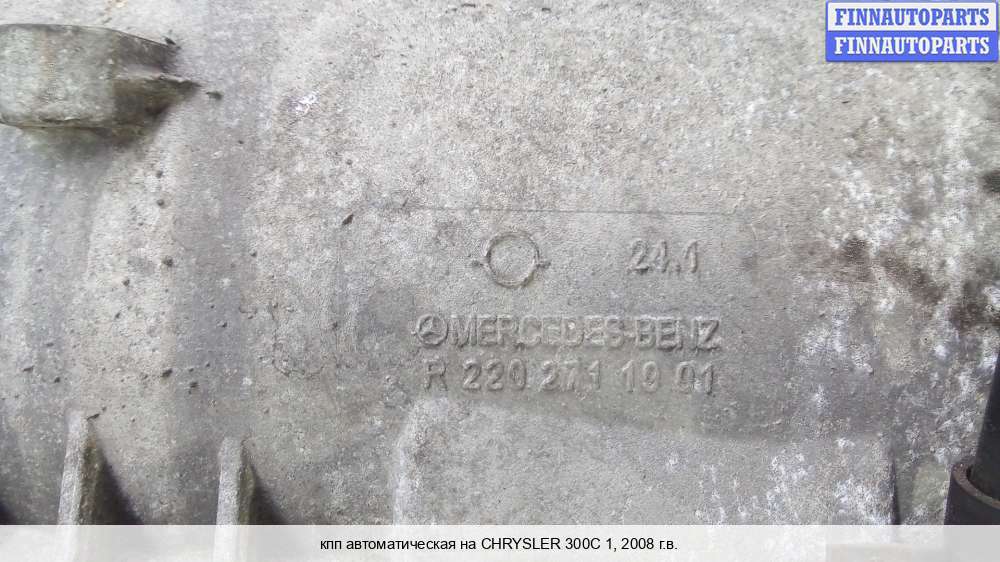 FINNAUTOPARTS
FINNAUTOPARTS
24.1
MERCEDES-BENZ
R 220 271 19 01
кпп автоматическая на CHRYSLER 300C 1, 2008 г.в.